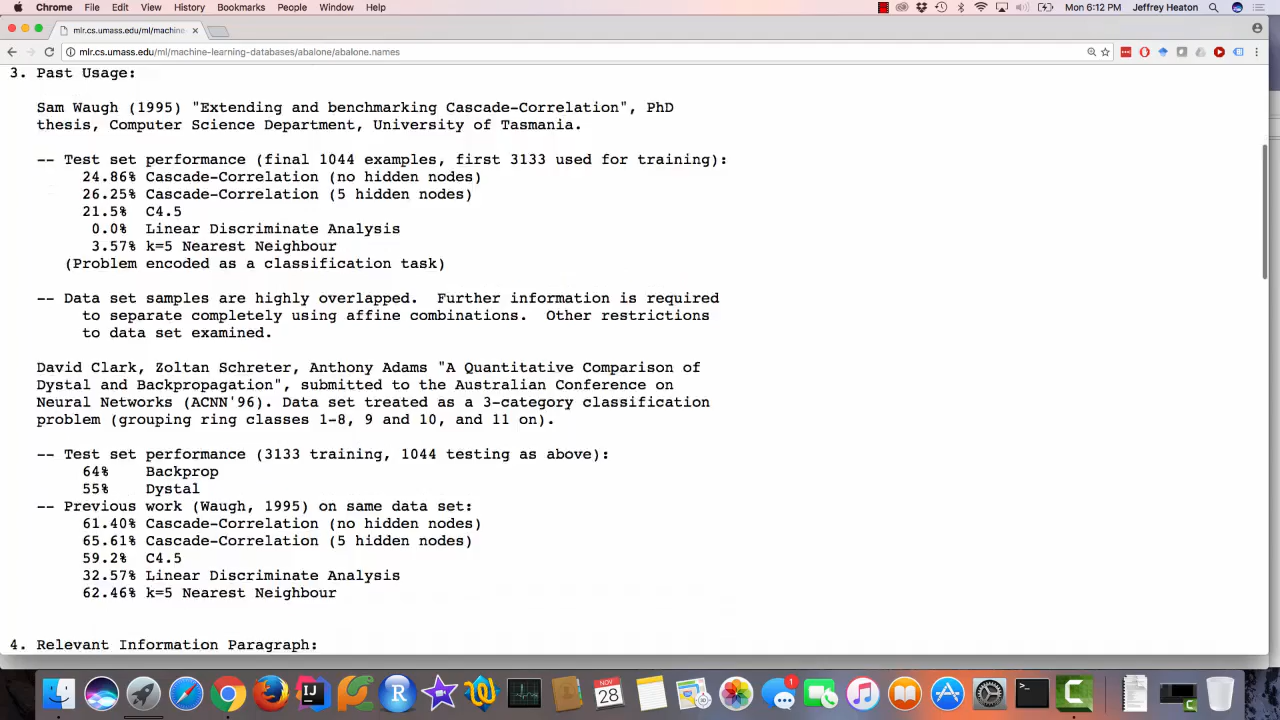 Chrome File Edit View History Bookmarks People Window Help Mon 6:12 PM Jeffrey Heaton
mlr.cs.umass.edu/ml/machine-
mlr.cs.umass.edu/ml/machine-learning-databases/abalone/abalone.names
3. Past Usage:
Sam Waugh (1995) "Extending and benchmarking Cascade-Correlation", PhD
thesis, Computer Science Department, University of Tasmania.
-- Test set performance (final 1044 examples, first 3133 used for training):
24.86% Cascade-Correlation (no hidden nodes)
26.25% Cascade-Correlation (5 hidden nodes)
21.5% C4.5
0.0% Linear Discriminate Analysis
3.57% k=5 Nearest Neighbour
(Problem encoded as a classification task)
-- Data set samples are highly overlapped. Further information is required
to separate completely using affine combinations. Other restrictions
to data set examined.
David Clark, Zoltan Schreter, Anthony Adams "A Quantitative Comparison of
Dystal and Backpropagation", submitted to the Australian Conference on
Neural Networks (ACNN'96). Data set treated as a 3-category classification
problem (grouping ring classes 1-8, 9 and 10, and 11 on).
-- Test set performance (3133 training, 1044 testing as above):
64% Backprop
55% Dystal
-- Previous work (Waugh, 1995) on same data set:
61.40% Cascade-Correlation (no hidden nodes)
65.61% Cascade-Correlation (5 hidden nodes)
59.2% C4.5
32.57% Linear Discriminate Analysis
62.46% k=5 Nearest Neighbour
4. Relevant Information Paragraph:
IJ
R
NOV
28
1
C